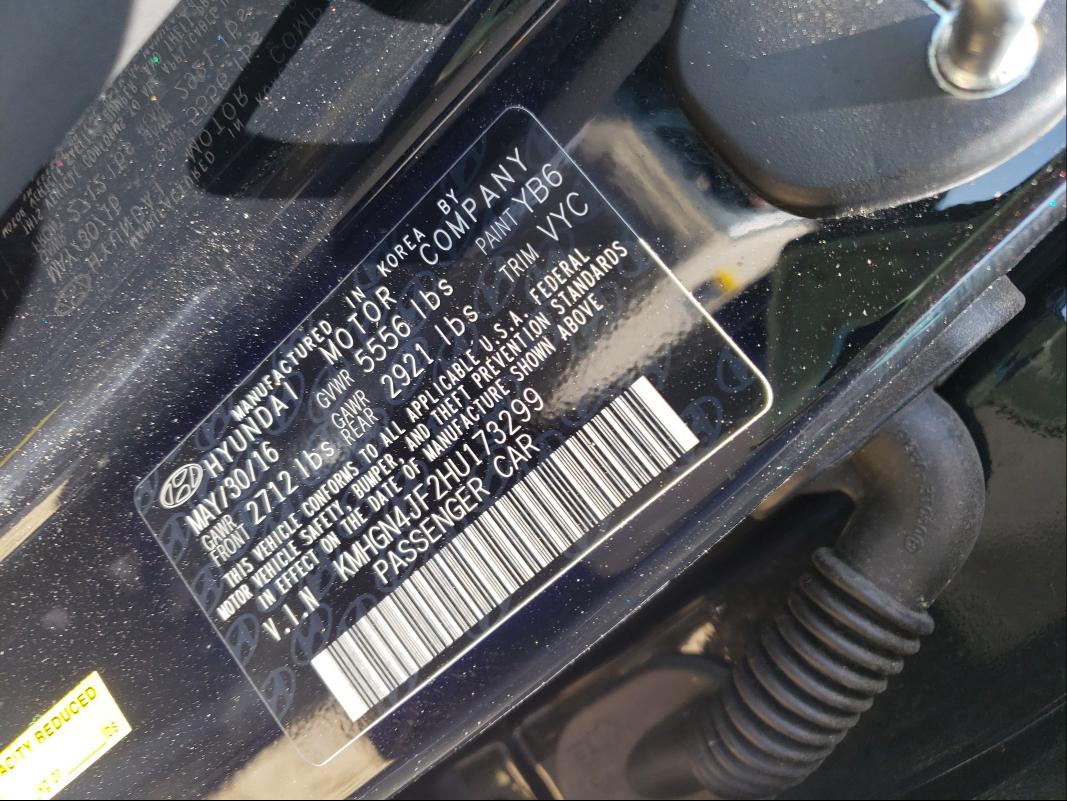 MANUFACTURED IN KOREA BY
HYUNDAI MOTOR COMPANY
MAY/30/16 GVWR 5556 lbs PAINT YB6
GAWR FRONT 2712 lbs GAWR REAR 2921 lbs TRIM VYC
THIS VEHICLE CONFORMS TO ALL APPLICABLE U.S.A. FEDERAL
MOTOR VEHICLE SAFETY, BUMPER, AND THEFT PREVENTION STANDARDS
IN EFFECT ON THE DATE OF MANUFACTURE SHOWN ABOVE
V.I.N KMHGN4JF2HU173299
PASSENGER CAR
ACITY REDUCED
lbs